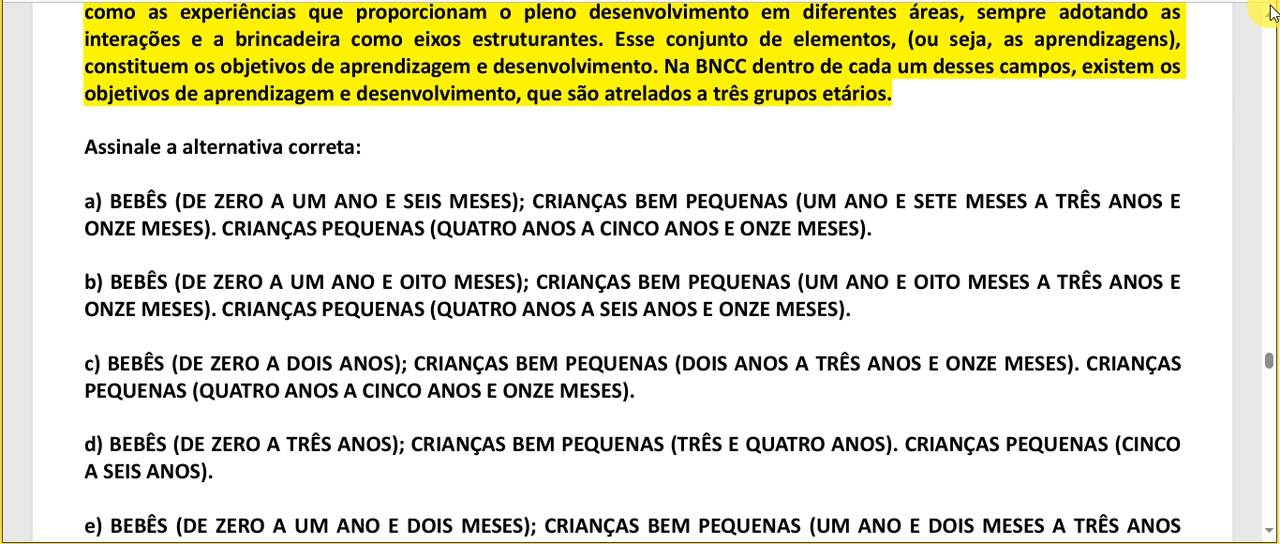 como as experiências que proporcionam o pleno desenvolvimento em diferentes áreas, sempre adotando as
interações e a brincadeira como eixos estruturantes. Esse conjunto de elementos, (ou seja, as aprendizagens),
constituem os objetivos de aprendizagem e desenvolvimento. Na BNCC dentro de cada um desses campos, existem os
objetivos de aprendizagem e desenvolvimento, que são atrelados a três grupos etários.
Assinale a alternativa correta:
a) BEBÊS (DE ZERO A UM ANO E SEIS MESES); CRIANÇAS BEM PEQUENAS (UM ANO E SETE MESES A TRÊS ANOS E
ONZE MESES). CRIANÇAS PEQUENAS (QUATRO ANOS A CINCO ANOS E ONZE MESES).
b) BEBÊS (DE ZERO A UM ANO E OITO MESES); CRIANÇAS BEM PEQUENAS (UM ANO E OITO MESES A TRÊS ANOS E
ONZE MESES). CRIANÇAS PEQUENAS (QUATRO ANOS A SEIS ANOS E ONZE MESES).
c) BEBÊS (DE ZERO A DOIS ANOS); CRIANÇAS BEM PEQUENAS (DOIS ANOS A TRÊS ANOS E ONZE MESES). CRIANÇAS
PEQUENAS (QUATRO ANOS A CINCO ANOS E ONZE MESES).
d) BEBÊS (DE ZERO A TRÊS ANOS); CRIANÇAS BEM PEQUENAS (TRÊS E QUATRO ANOS). CRIANÇAS PEQUENAS (CINCO
A SEIS ANOS).
e) BEBÊS (DE ZERO A UM ANO E DOIS MESES); CRIANÇAS BEM PEQUENAS (UM ANO E DOIS MESES A TRÊS ANOS